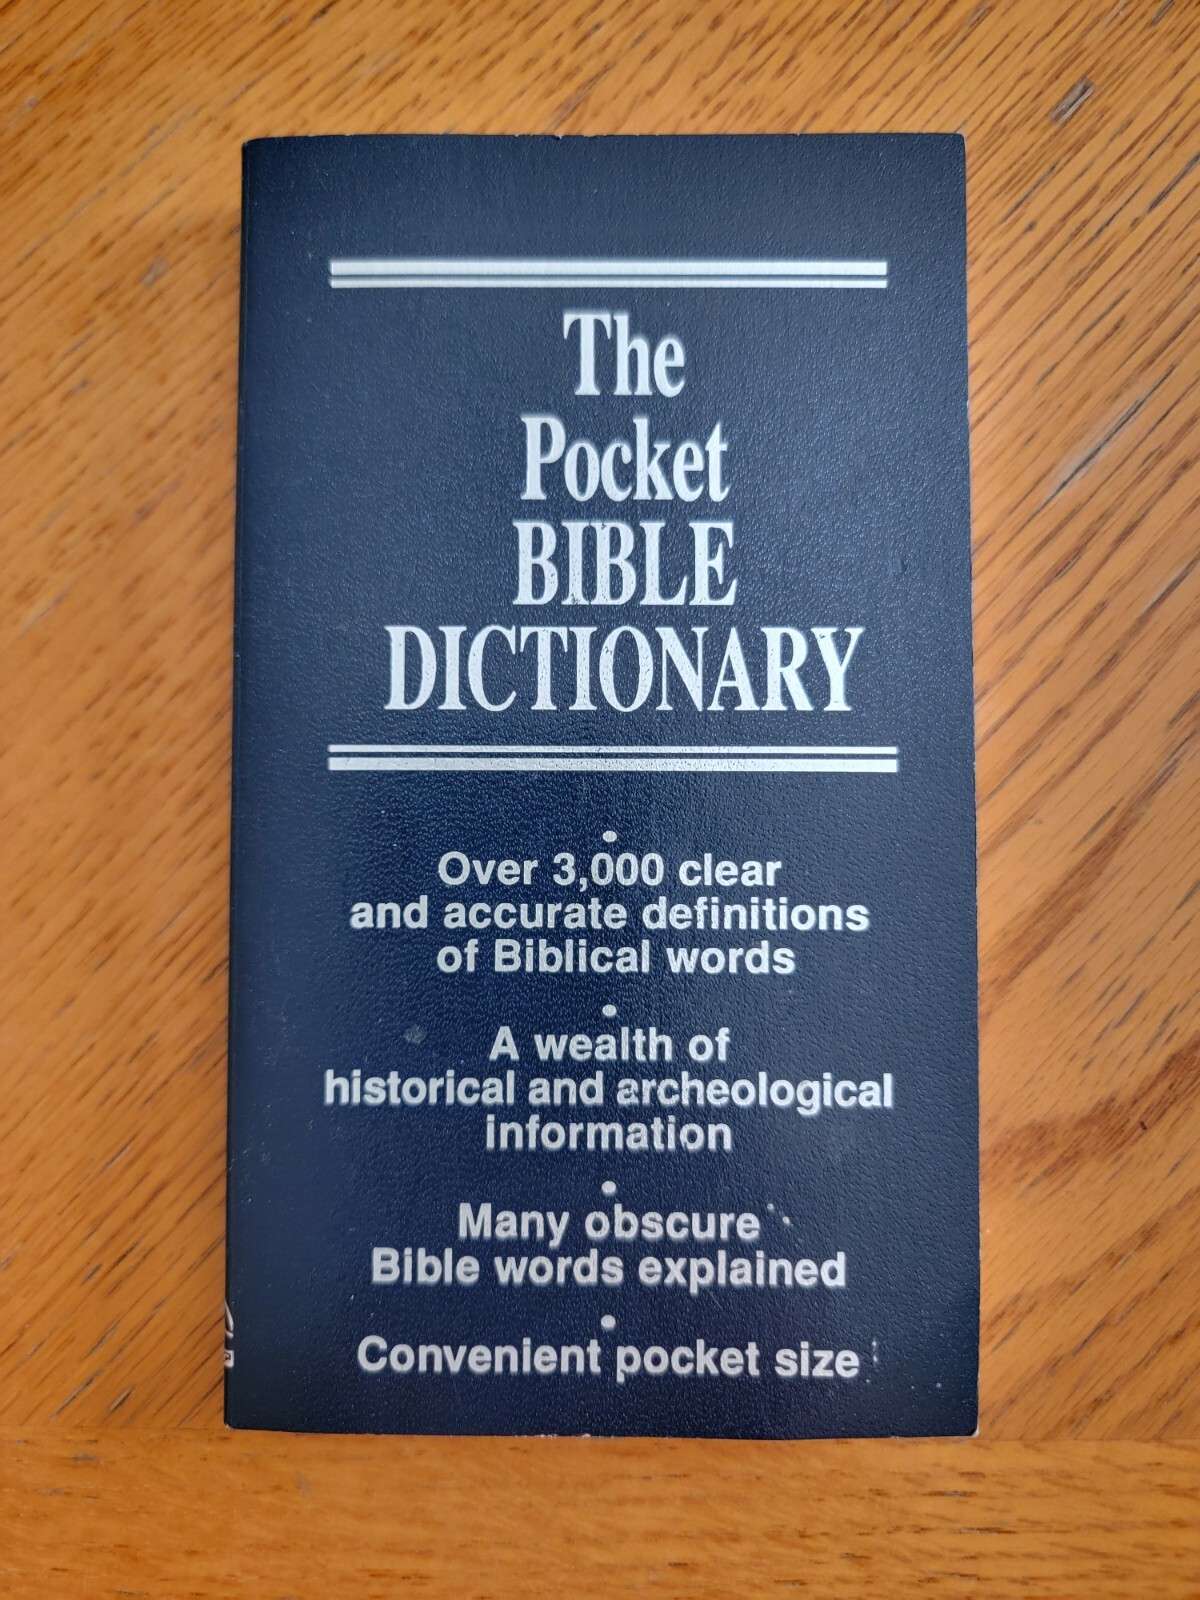 The
Pocket
BIBLE
DICTIONARY
•
Over 3,000 clear
and accurate definitions
of Biblical words
•
A wealth of
historical and archeological
information
•
Many obscure
Bible words explained
•
Convenient pocket size